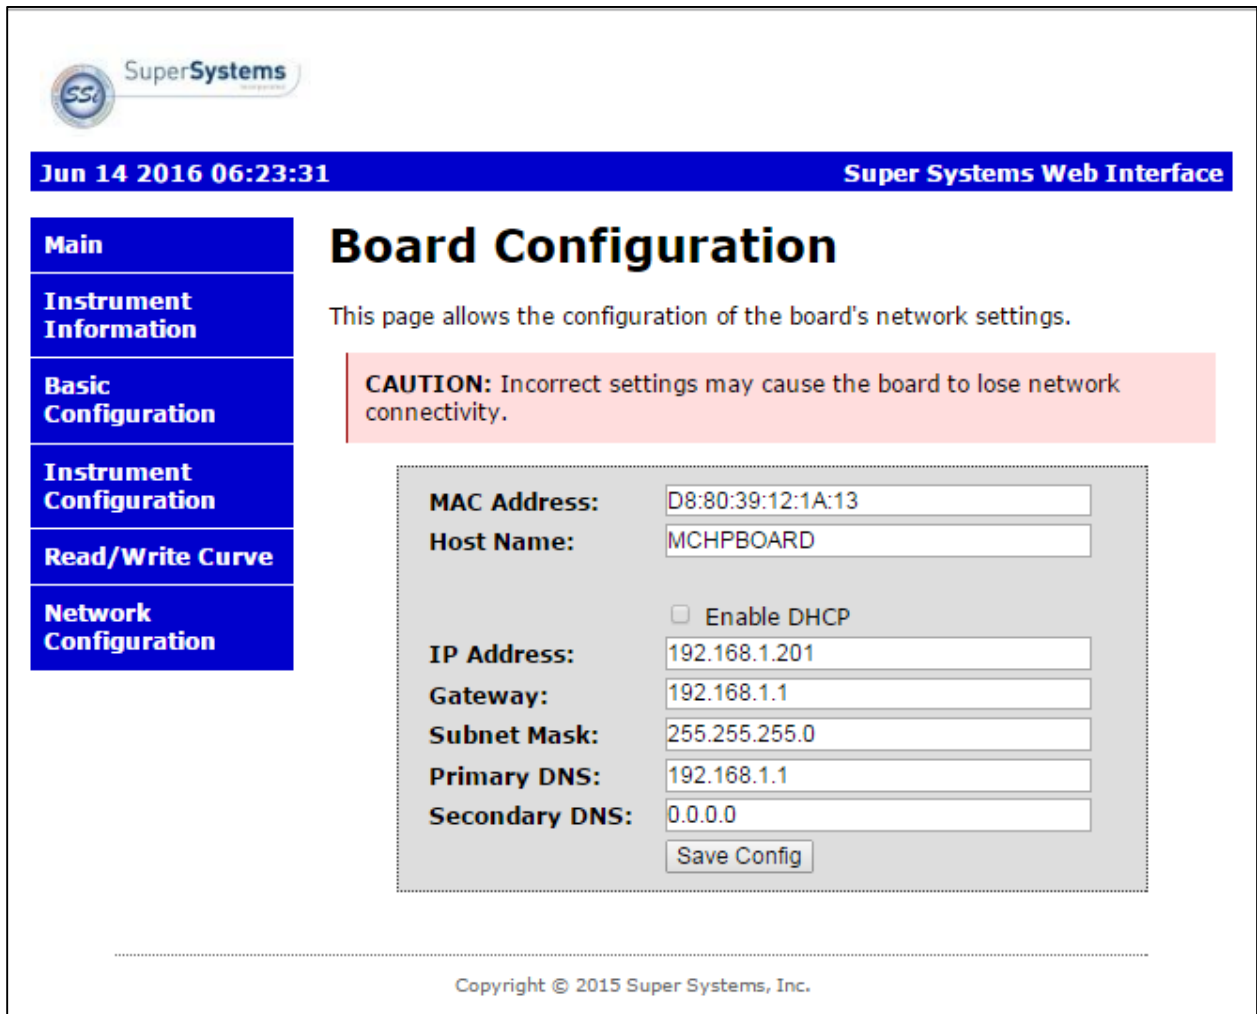 SuperSystems
incorporated
SSi
Jun 14 2016 06:23:31 Super Systems Web Interface
Main
Instrument
Information
Basic
Configuration
Instrument
Configuration
Read/Write Curve
Network
Configuration
Board Configuration
This page allows the configuration of the board's network settings.
CAUTION: Incorrect settings may cause the board to lose network
connectivity.
MAC Address: D8:80:39:12:1A:13
Host Name: MCHPBOARD
Enable DHCP
IP Address: 192.168.1.201
Gateway: 192.168.1.1
Subnet Mask: 255.255.255.0
Primary DNS: 192.168.1.1
Secondary DNS: 0.0.0.0
Save Config
Copyright © 2015 Super Systems, Inc.